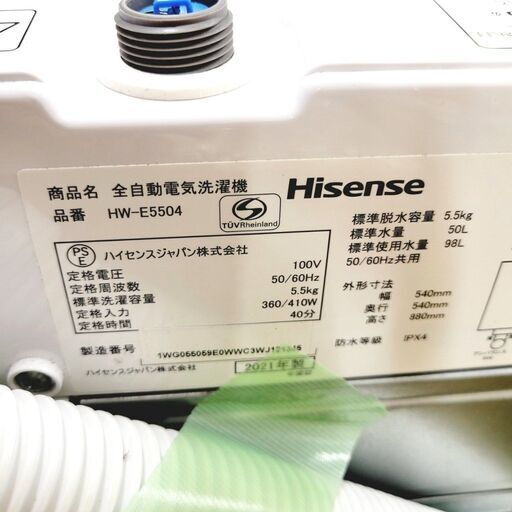 商品名 全自動電気洗濯機
品番 HW-E5504
TÜVRheinland
Hisense
PS
E
ハイセンスジャパン株式会社
定格電圧 100V
定格周波数 50/60Hz
標準洗濯容量 5.5kg
定格入力 360/410W
定格時間 40分
製造番号
ハイセンスジャパン株式会社
2021年製
標準脱水容量 5.5kg
標準水量 50L
標準使用水量 98L
50/60Hz共用
外形寸法
幅 540mm
奥行 540mm
高さ 880mm
防水等級 IPX4